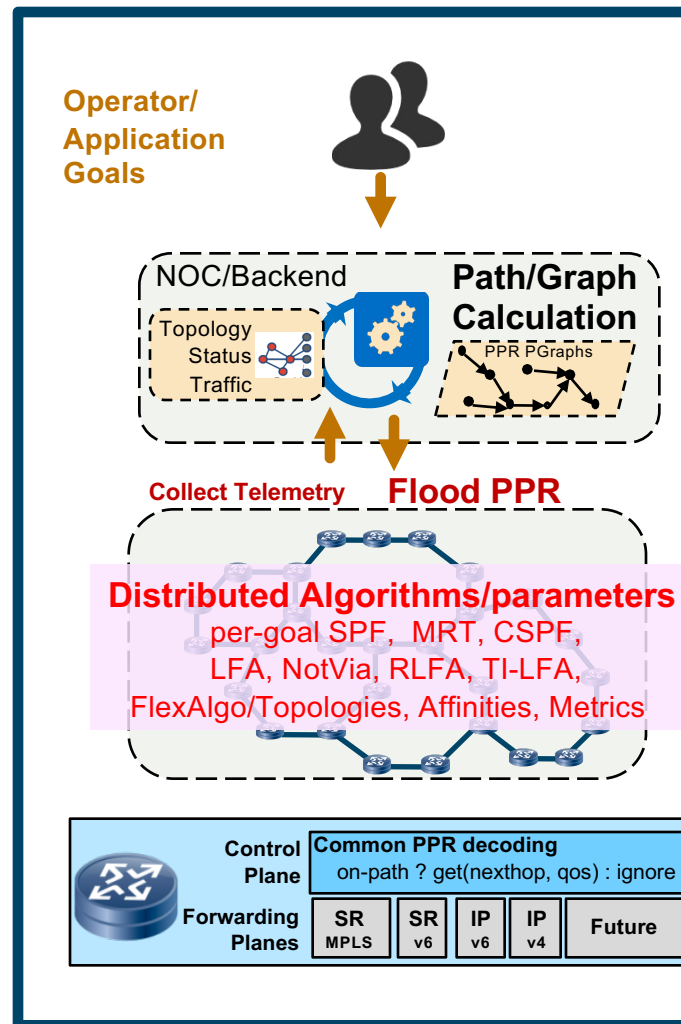 Operator/
Application
Goals
NOC/Backend
Path/Graph
Calculation
Topology
Status
Traffic
PPR PGraphs
Collect Telemetry
Flood PPR
Distributed Algorithms/parameters
per-goal SPF, MRT, CSPF,
LFA, NotVia, RLFA, TI-LFA,
FlexAlgo/Topologies, Affinities, Metrics
Control
Plane
Common PPR decoding
on-path ? get(nexthop, qos) : ignore
Forwarding
Planes
SR
MPLS
SR
v6
IP
v6
IP
v4
Future